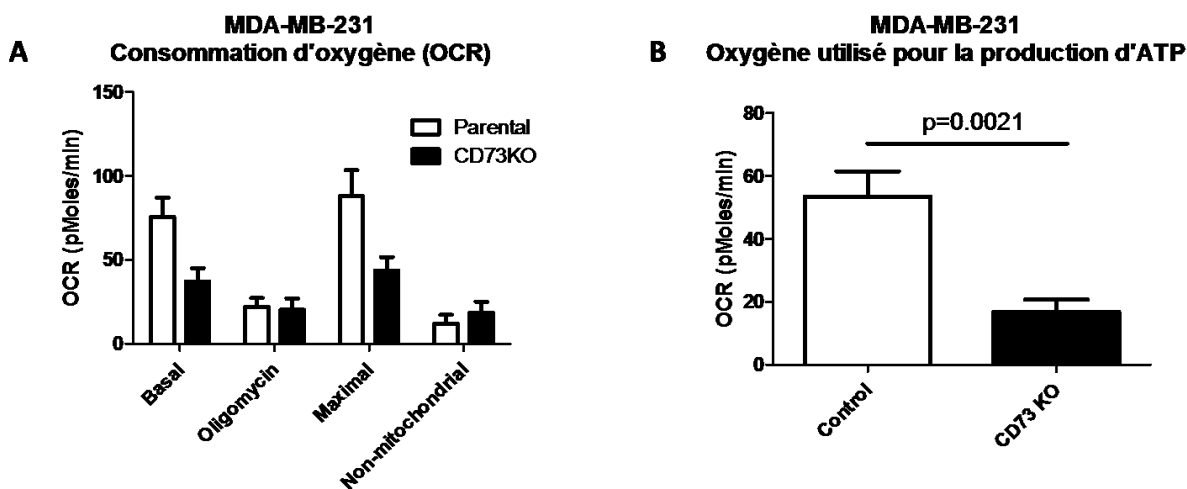 A
MDA-MB-231
Consommation d'oxygène (OCR)
OCR (pMoles/min)
150
100
50
0
Parental
CD73KO
Basal
Oligomycin
Maximal
Non-mitochondrial
B
MDA-MB-231
Oxygène utilisé pour la production d'ATP
OCR (pMoles/min)
80
60
40
20
0
p=0.0021
Control
CD73 KO